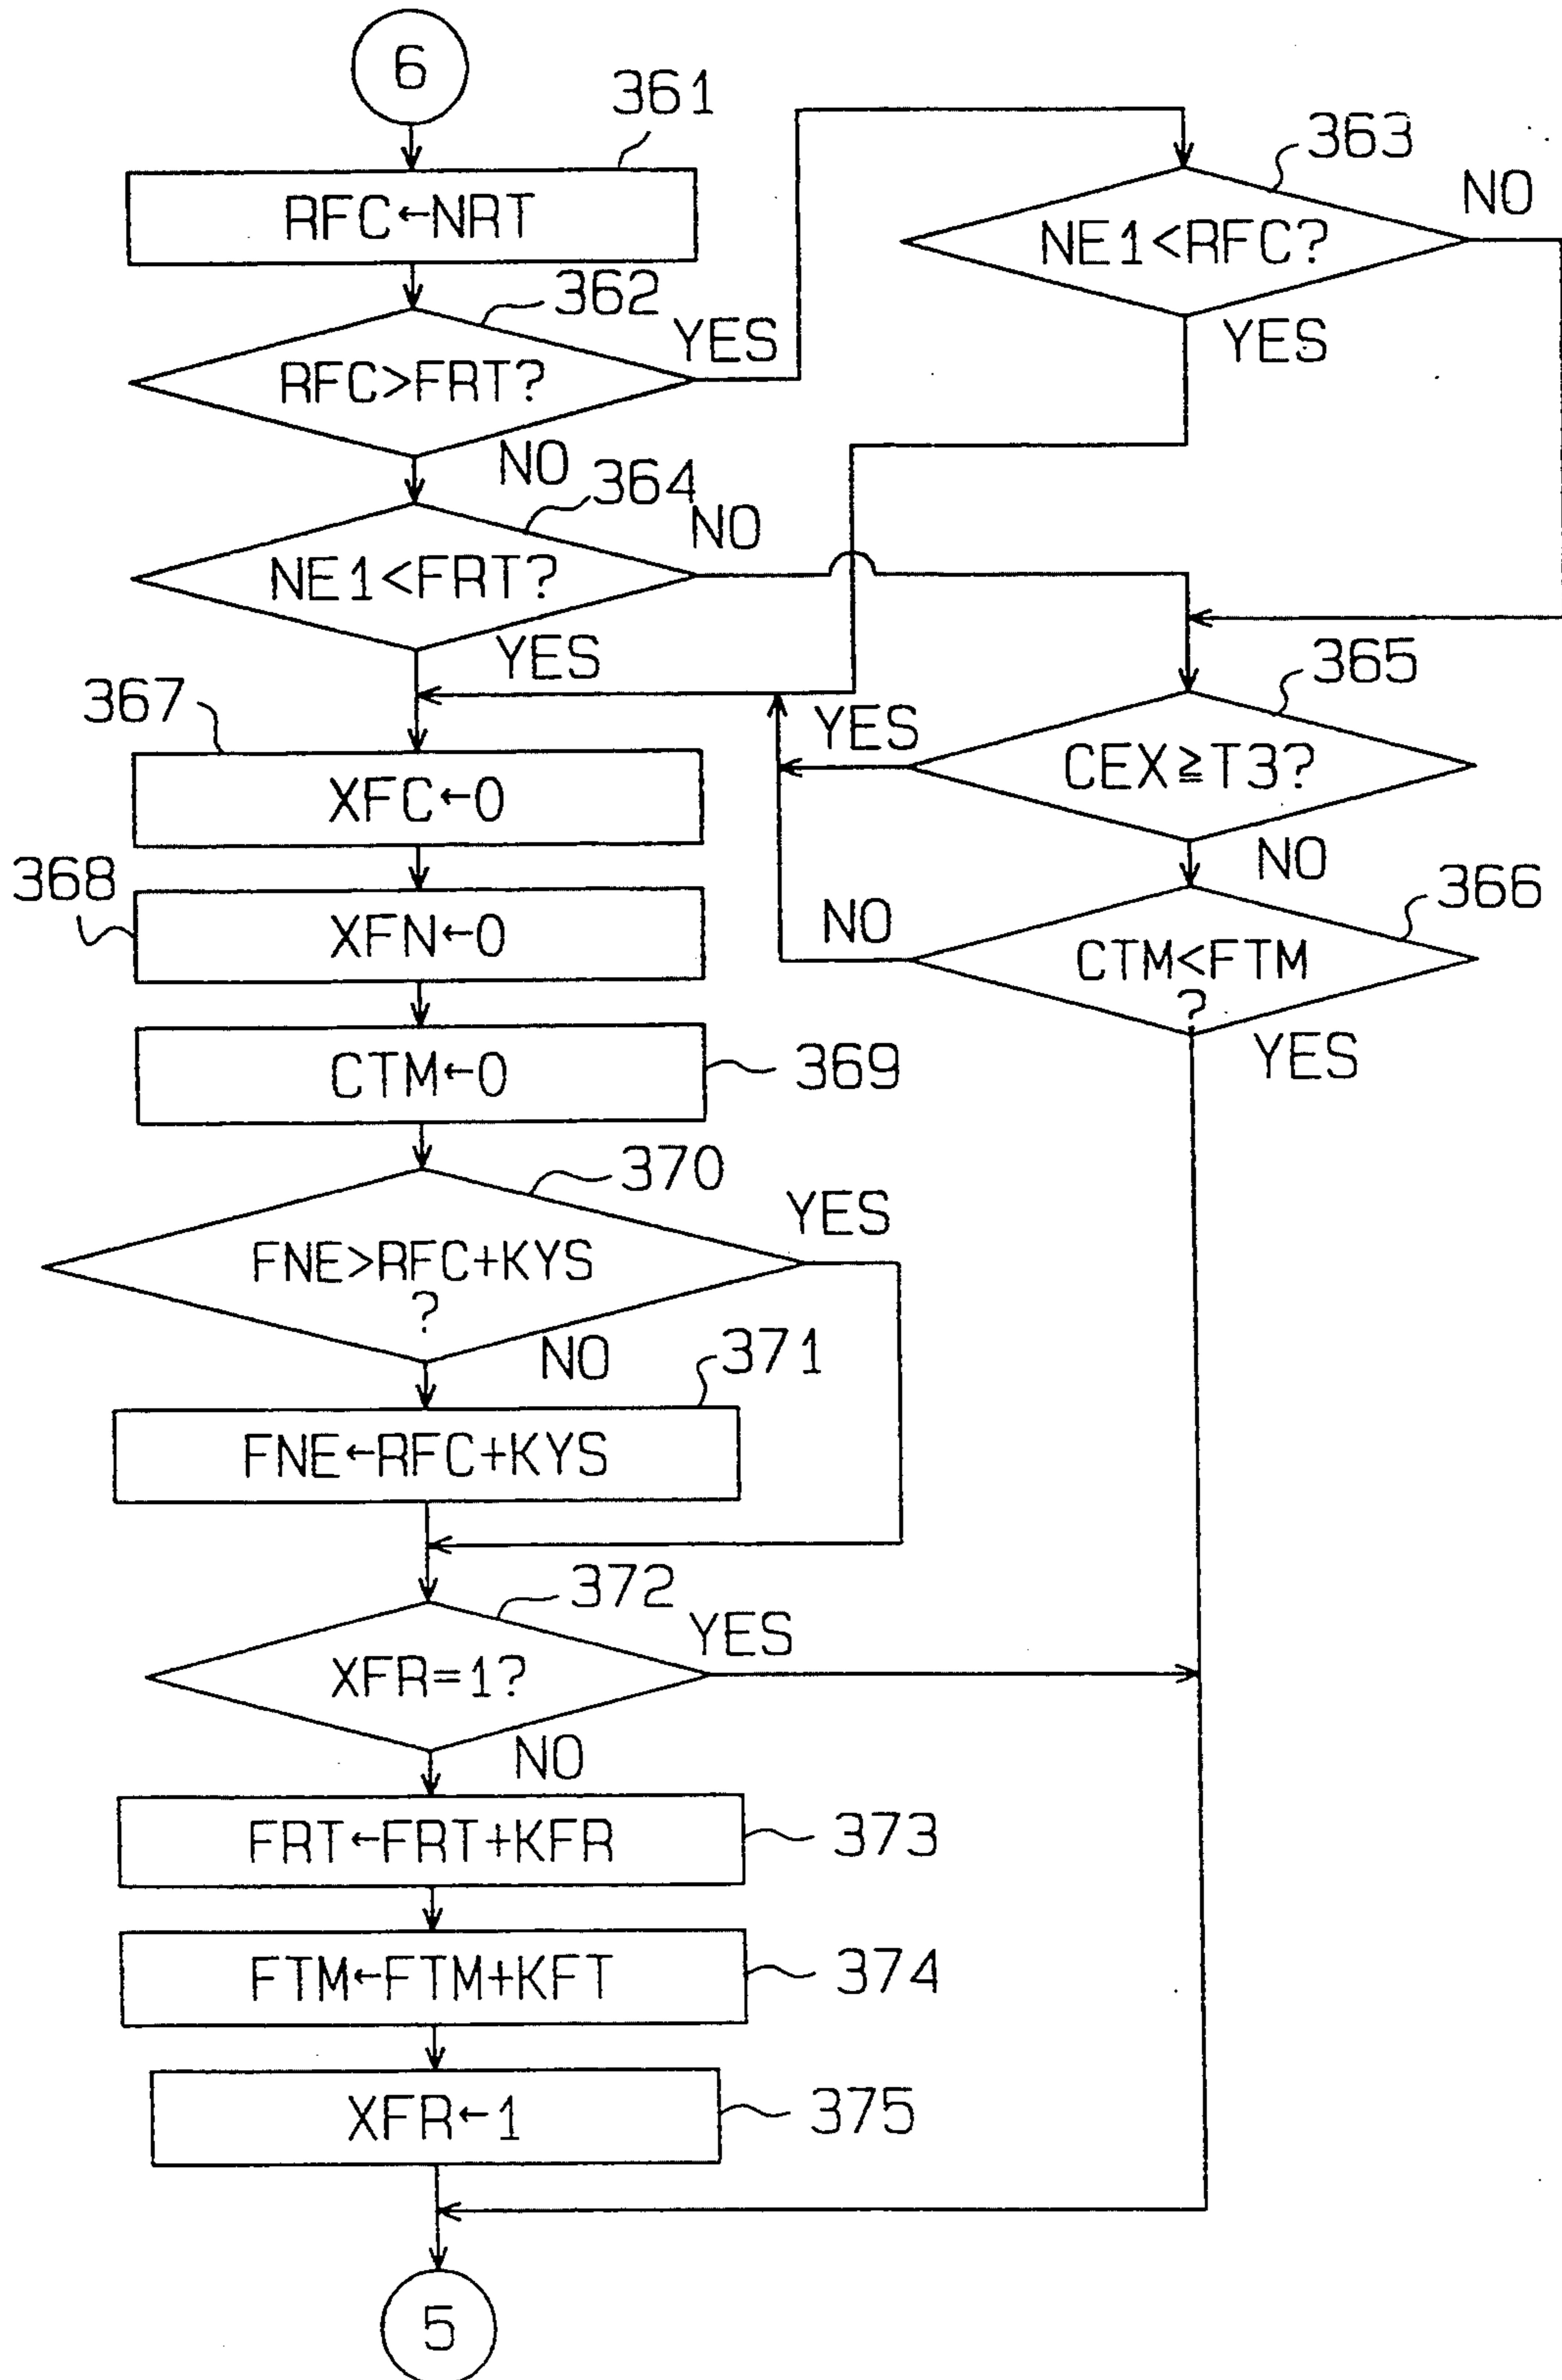 6
361
RFC←NRT
363
NO
NE1<RFC?
YES
362
YES
RFC>FRT?
NO
364
NO
NE1<FRT?
YES
365
YES
CEX≧T3?
NO
366
NO
CTM<FTM
?
YES
367
XFC←0
368
XFN←0
CTM←0
369
370
YES
FNE>RFC+KYS
?
NO
371
FNE←RFC+KYS
372
YES
XFR=1?
NO
FRT←FRT+KFR
373
FTM←FTM+KFT
374
XFR←1
375
5